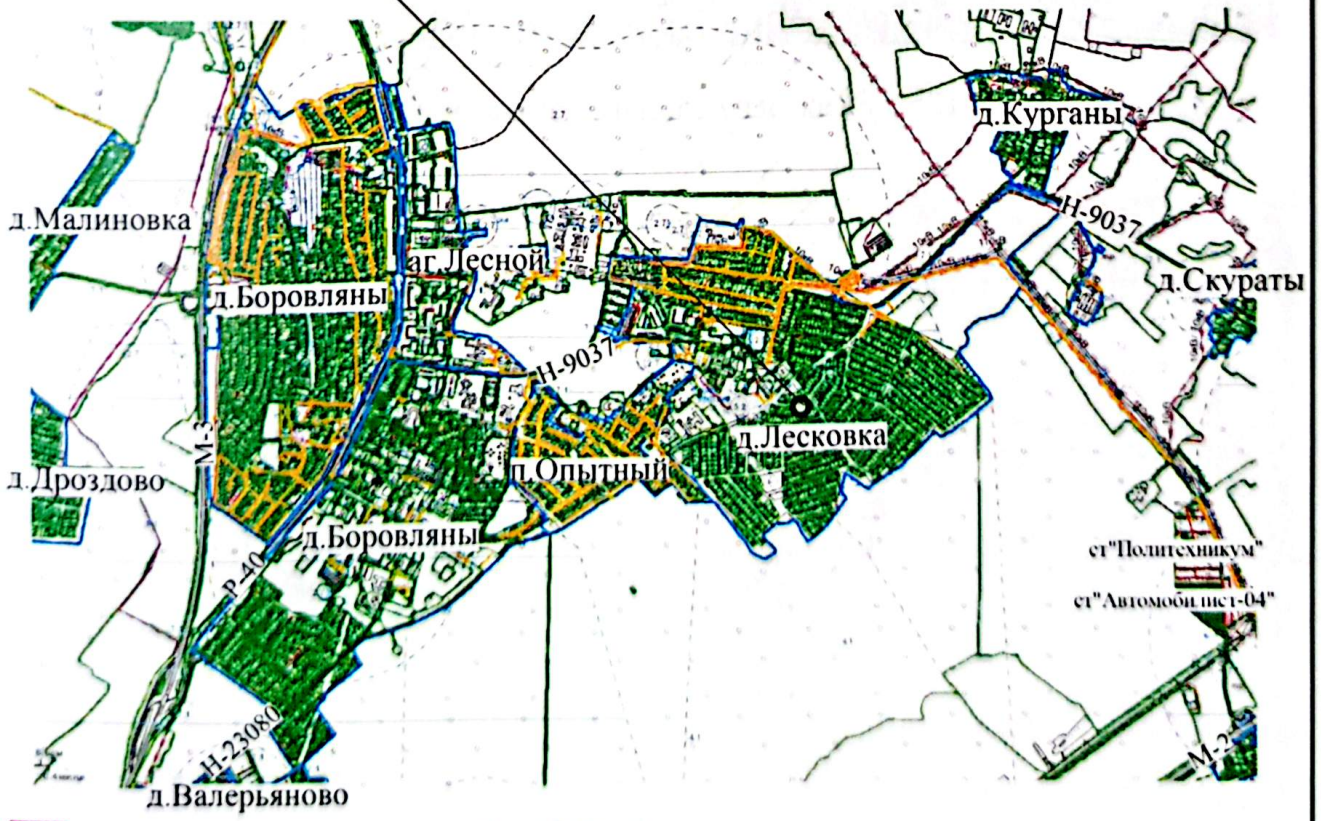 д.Курганы
д.Малиновка
Н-9037
аг.Лесной
д.Скураты
д.Боровляны
Н-9037
М-3
д.Лесковка
п.Опытный
д.Дроздово
д.Боровляны
ст"Политехникум"
Р-40
ст"Автомобилист-04"
Н-23080
М-2
д.Валерьяново